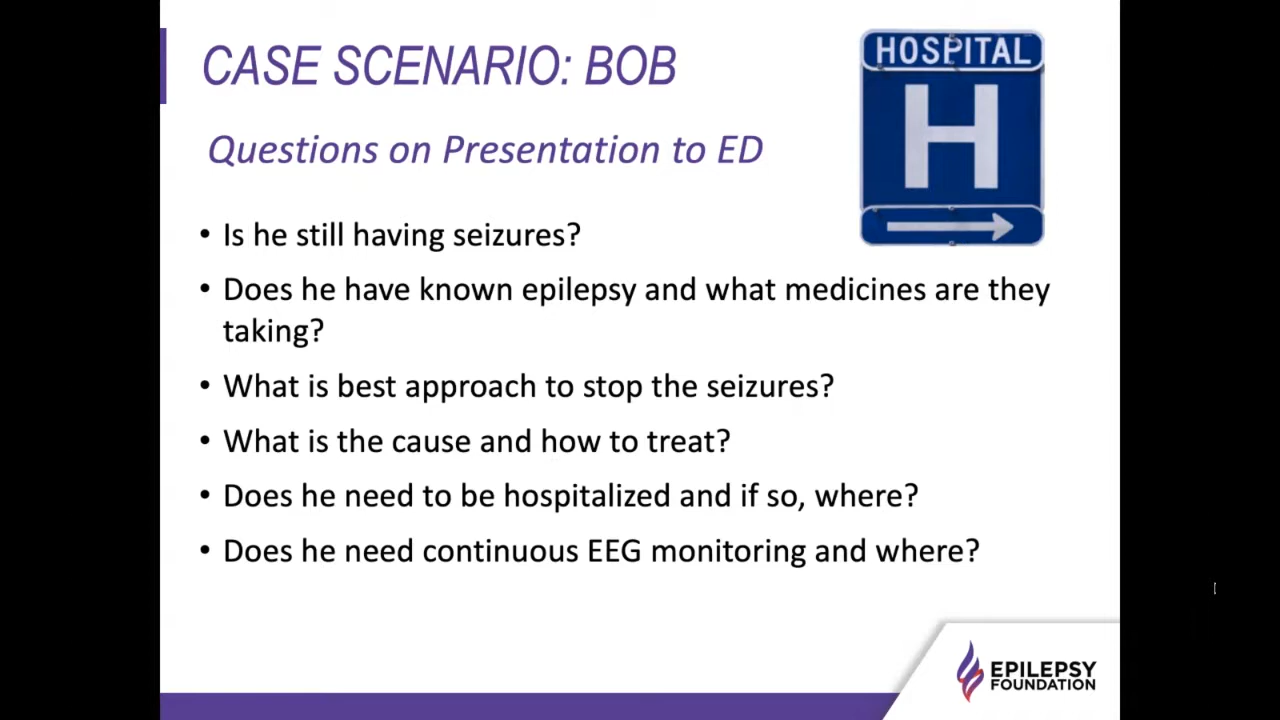 CASE SCENARIO: BOB
HOSPITAL
H
Questions on Presentation to ED
• Is he still having seizures?
• Does he have known epilepsy and what medicines are they
taking?
• What is best approach to stop the seizures?
• What is the cause and how to treat?
• Does he need to be hospitalized and if so, where?
• Does he need continuous EEG monitoring and where?
EPILEPSY
FOUNDATION